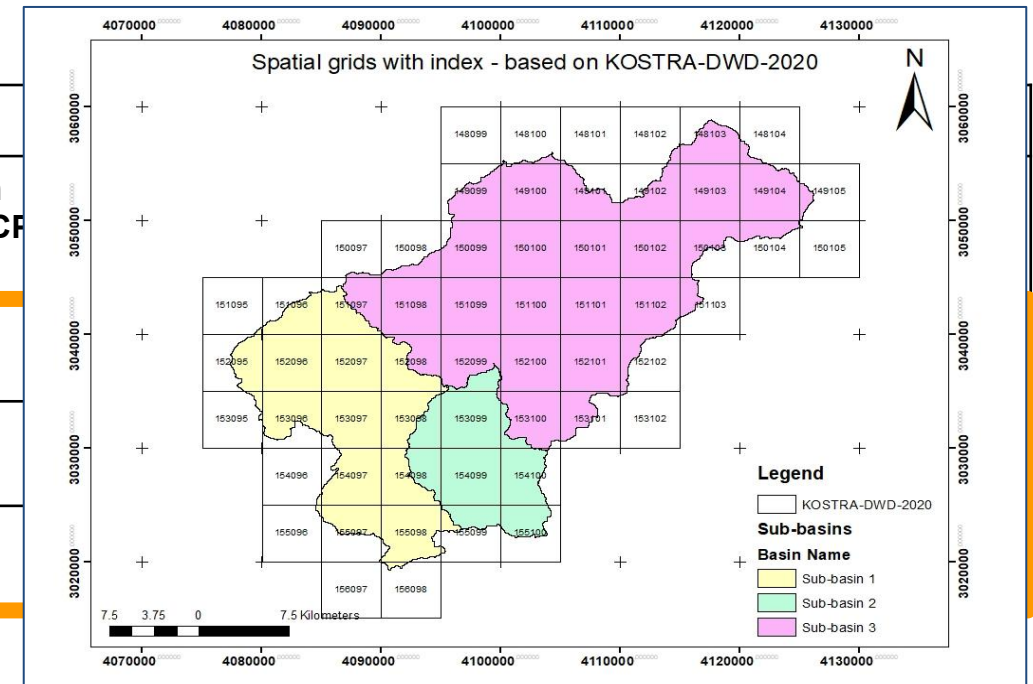 4070000 4080000 4090000 4100000 4110000 4120000 4130000
Spatial grids with index - based on KOSTRA-DWD-2020
N
3060000 3060000
148099 148100 148101 148102 148103 148104
149099 149100 149101 149102 149103 149104 149105
3050000 3050000
150097 150098 150099 150100 150101 150102 150103 150104 150105
151095 151096 151097 151098 151099 151100 151101 151102 151103
3040000 3040000
152095 152096 152097 152098 152099 152100 152101 152102
153095 153096 153097 153098 153099 153100 153101 153102
3030000 3030000
154096 154097 154098 154099 154100
155096 155097 155098 155099 155100
3020000 3020000
156097 156098
Legend
KOSTRA-DWD-2020
Sub-basins
Basin Name
Sub-basin 1
Sub-basin 2
Sub-basin 3
7.5 3.75 0 7.5 Kilometers
4070000 4080000 4090000 4100000 4110000 4120000 4130000